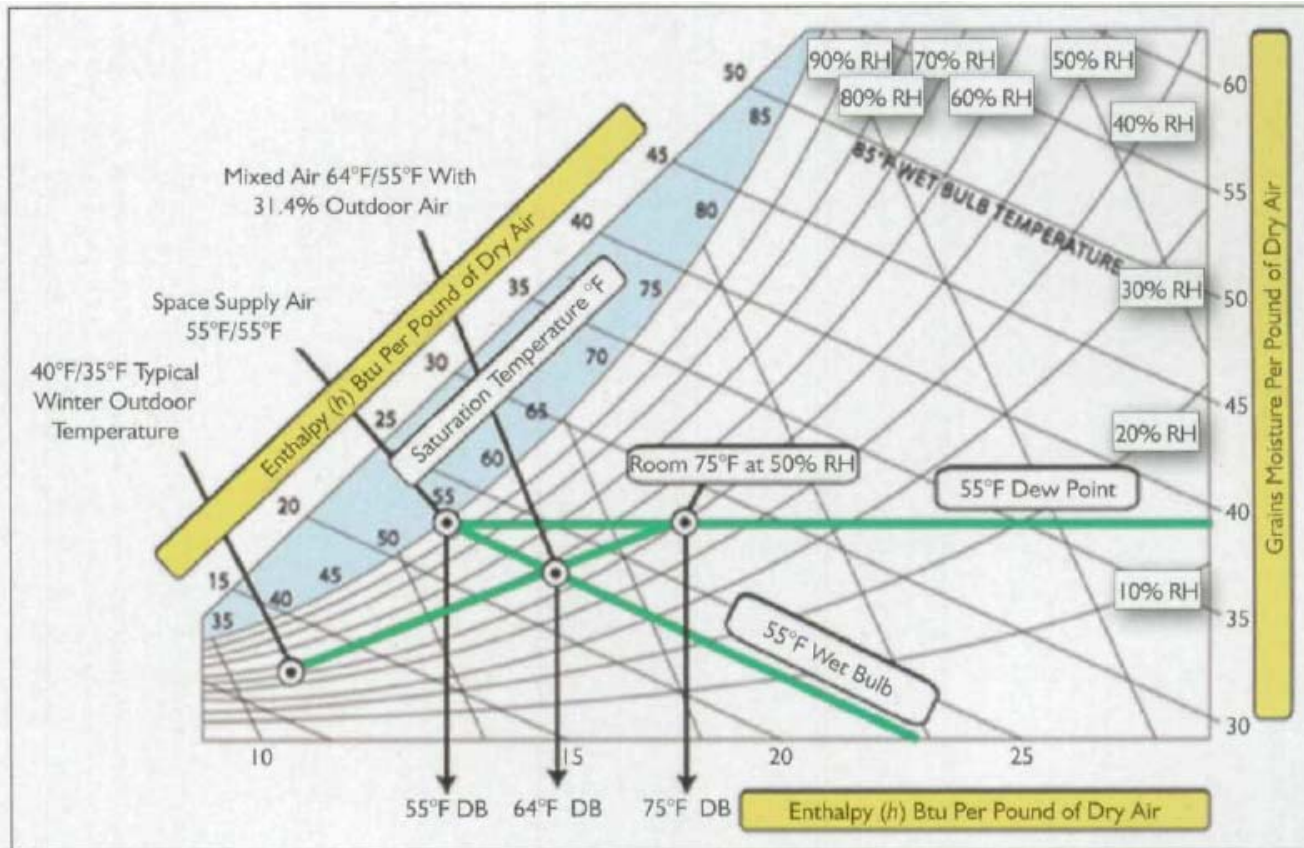 90% RH
70% RH
50% RH
80% RH
60% RH
40% RH
30% RH
20% RH
10% RH
60
55
50
45
40
35
30
Grains Moisture Per Pound of Dry Air
85°F WET BULB TEMPERATURE
50
45
40
35
30
25
20
15
Enthalpy (h) Btu Per Pound of Dry Air
85
80
75
70
65
60
55
50
45
40
35
Saturation Temperature °F
Mixed Air 64°F/55°F With
31.4% Outdoor Air
Space Supply Air
55°F/55°F
40°F/35°F Typical
Winter Outdoor
Temperature
Room 75°F at 50% RH
55°F Dew Point
55°F Wet Bulb
10
15
20
25
55°F DB
64°F DB
75°F DB
Enthalpy (h) Btu Per Pound of Dry Air